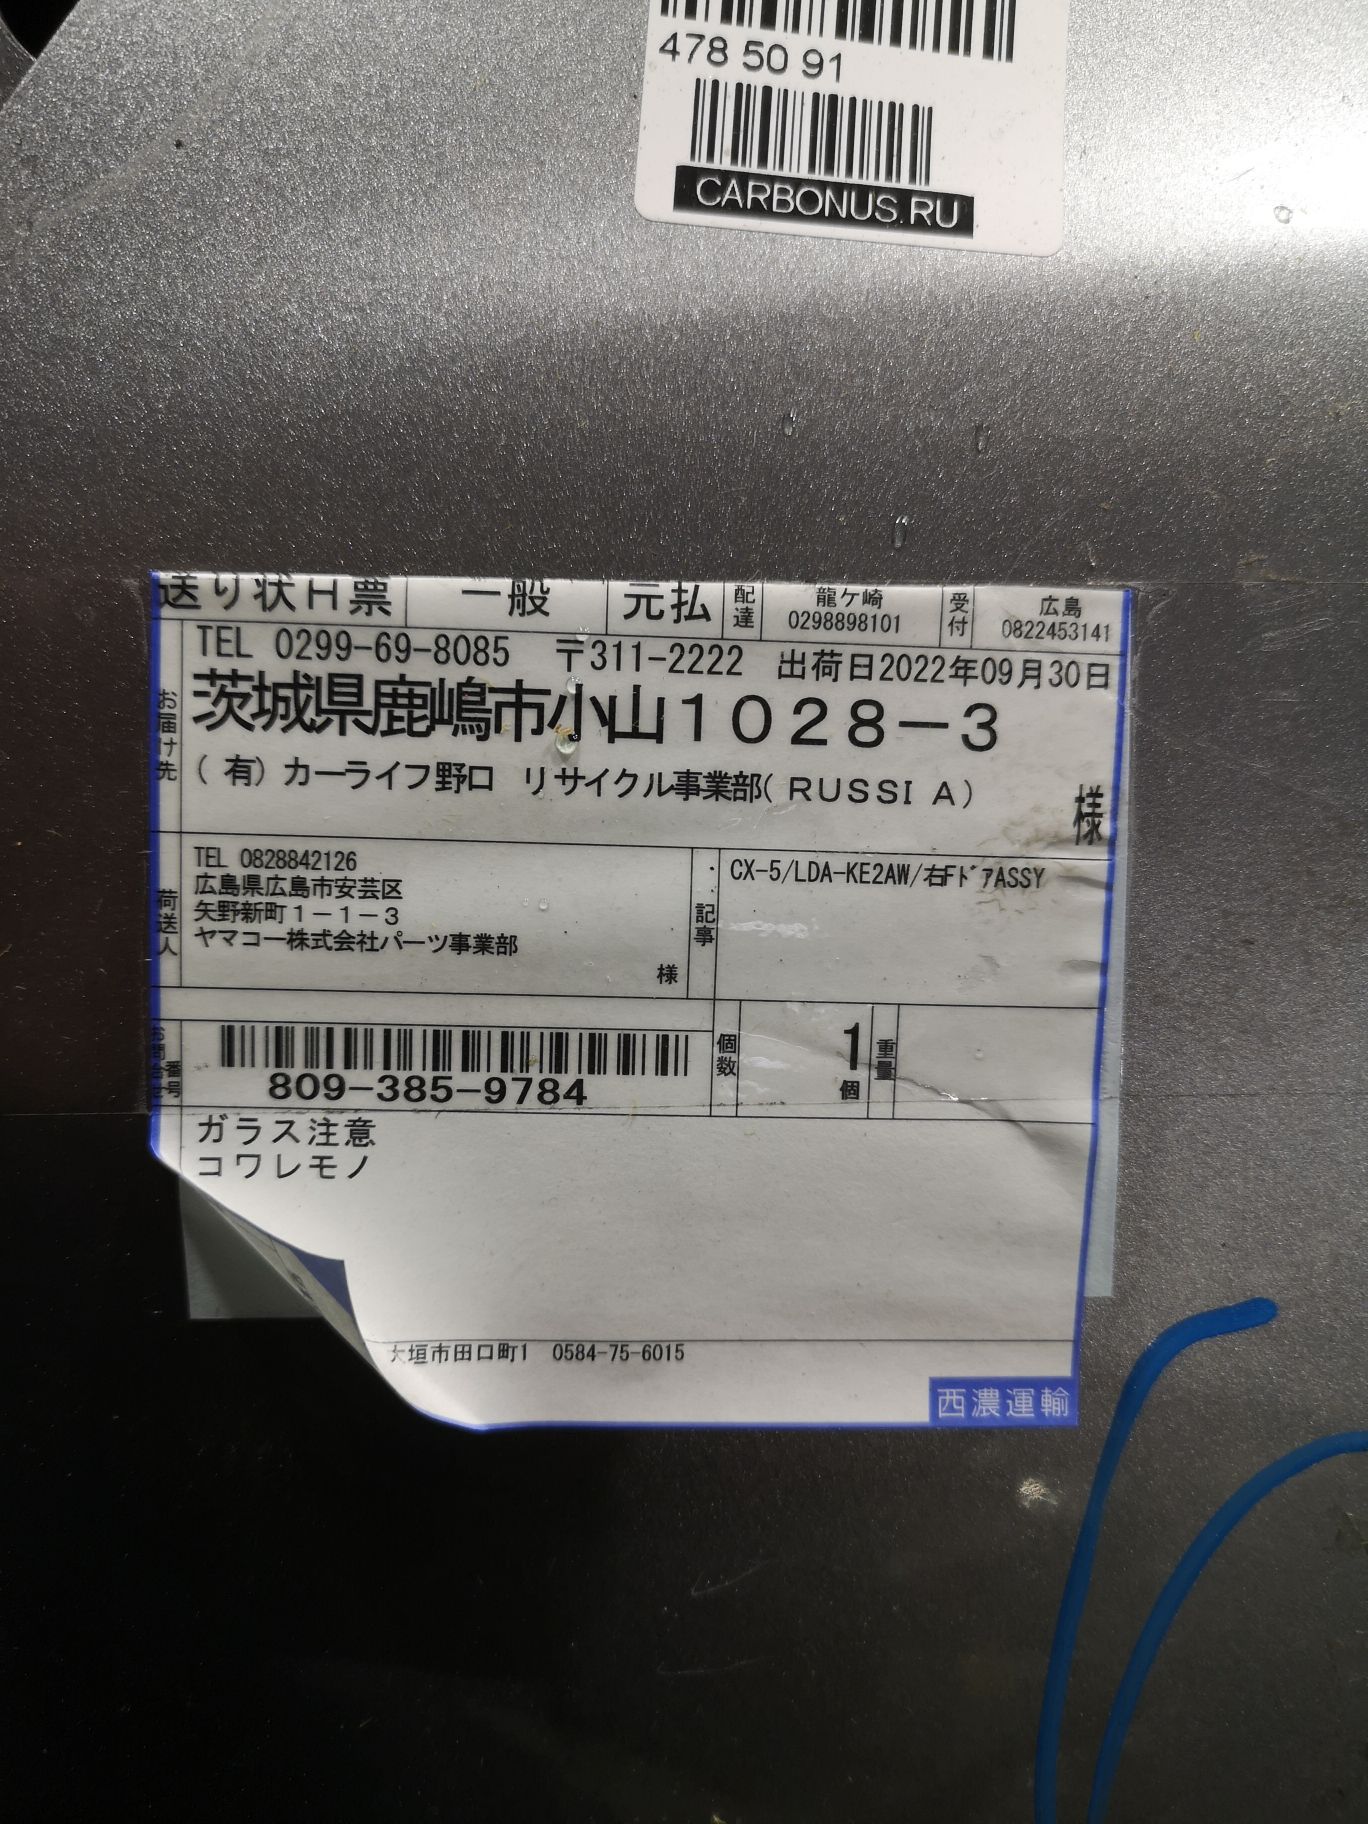 478 50 91
CARBONUS.RU
送り状H票 一般 元払 配達 龍ケ崎 0298898101 受付 広島 0822453141
TEL 0299-69-8085 〒311-2222 出荷日2022年09月30日
お届け先
茨城県鹿嶋市小山1028-3
(有)カーライフ野口 リサイクル事業部(RUSSIA)
様
荷送人
TEL 0828842126
広島県広島市安芸区
矢野新町1-1-3
ヤマコー株式会社パーツ事業部
様
記事
CX-5/LDA-KE2AW/右FドアASSY
お問合せ番号
809-385-9784
個数 1個 重量
ガラス注意
コワレモノ
大垣市田口町1 0584-75-6015
西濃運輸